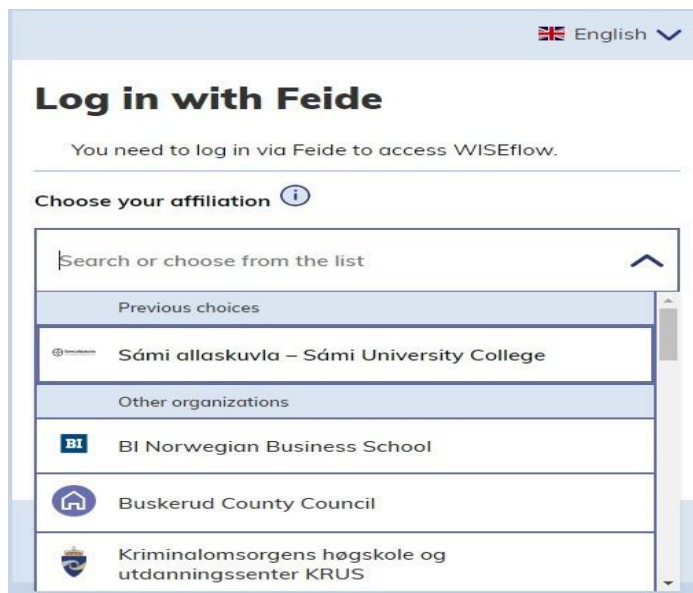 English
Log in with Feide
You need to log in via Feide to access WISEflow.
Choose your affiliation
Search or choose from the list
Previous choices
Sámi allaskuvla – Sámi University College
Other organizations
BI
BI Norwegian Business School
Buskerud County Council
Kriminalomsorgens høgskole og
utdanningssenter KRUS